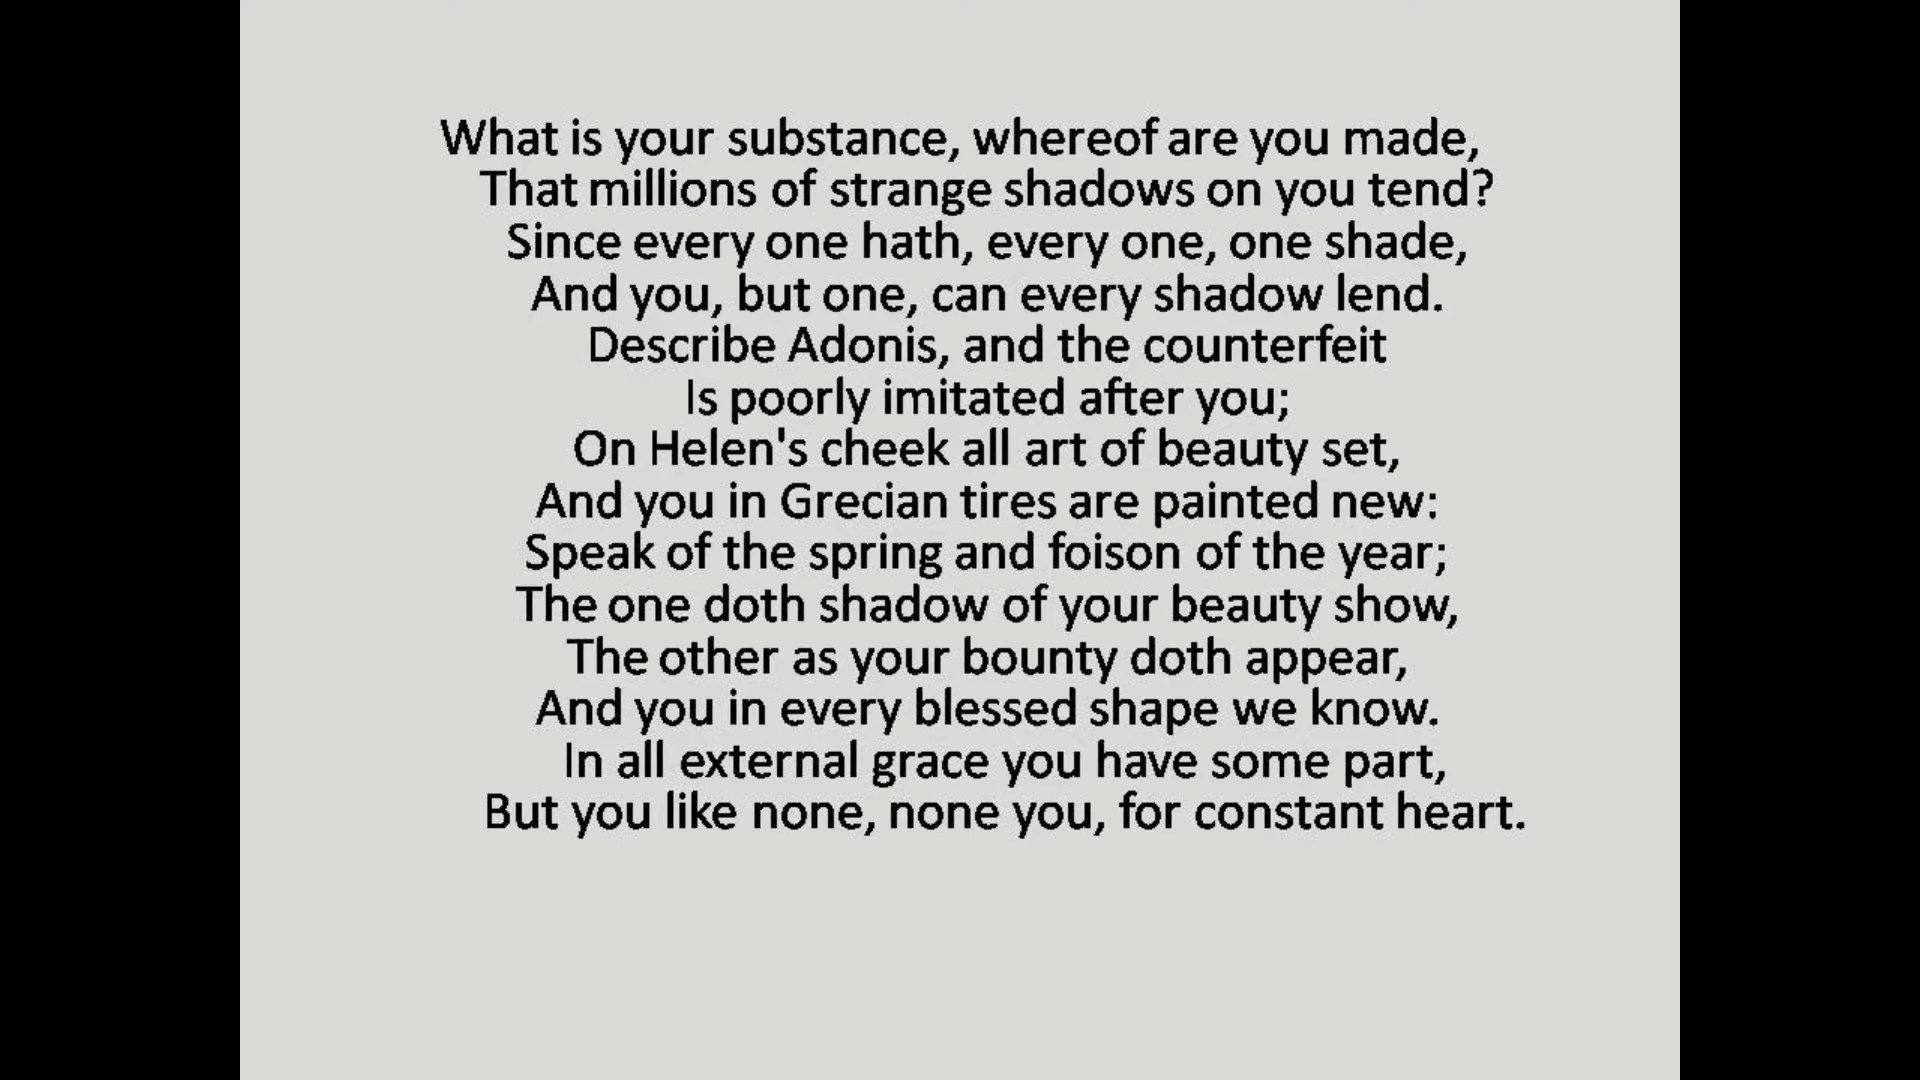 What is your substance, whereof are you made,
That millions of strange shadows on you tend?
Since every one hath, every one, one shade,
And you, but one, can every shadow lend.
Describe Adonis, and the counterfeit
Is poorly imitated after you;
On Helen's cheek all art of beauty set,
And you in Grecian tires are painted new:
Speak of the spring and foison of the year;
The one doth shadow of your beauty show,
The other as your bounty doth appear,
And you in every blessed shape we know.
In all external grace you have some part,
But you like none, none you, for constant heart.